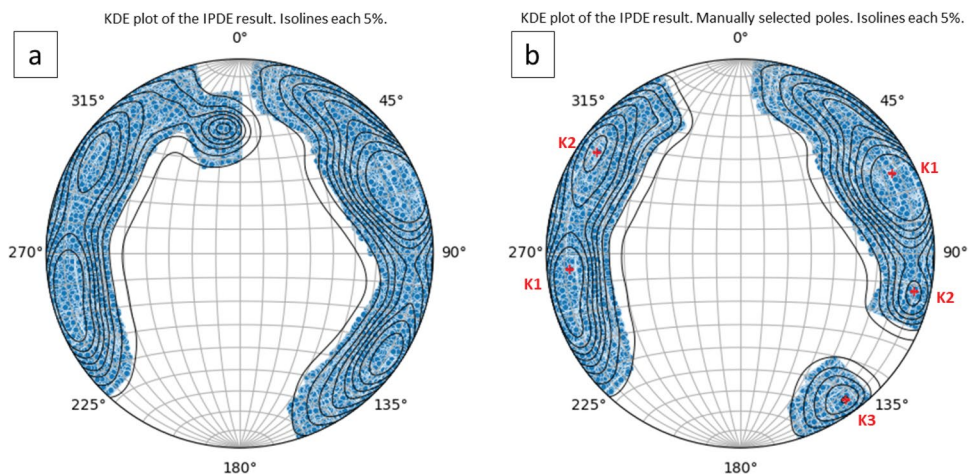 KDE plot of the IPDE result. Isolines each 5%.
a
0°
45°
90°
135°
180°
225°
270°
315°
KDE plot of the IPDE result. Manually selected poles. Isolines each 5%.
b
0°
45°
90°
135°
180°
225°
270°
315°
K2
K1
K1
K2
K3